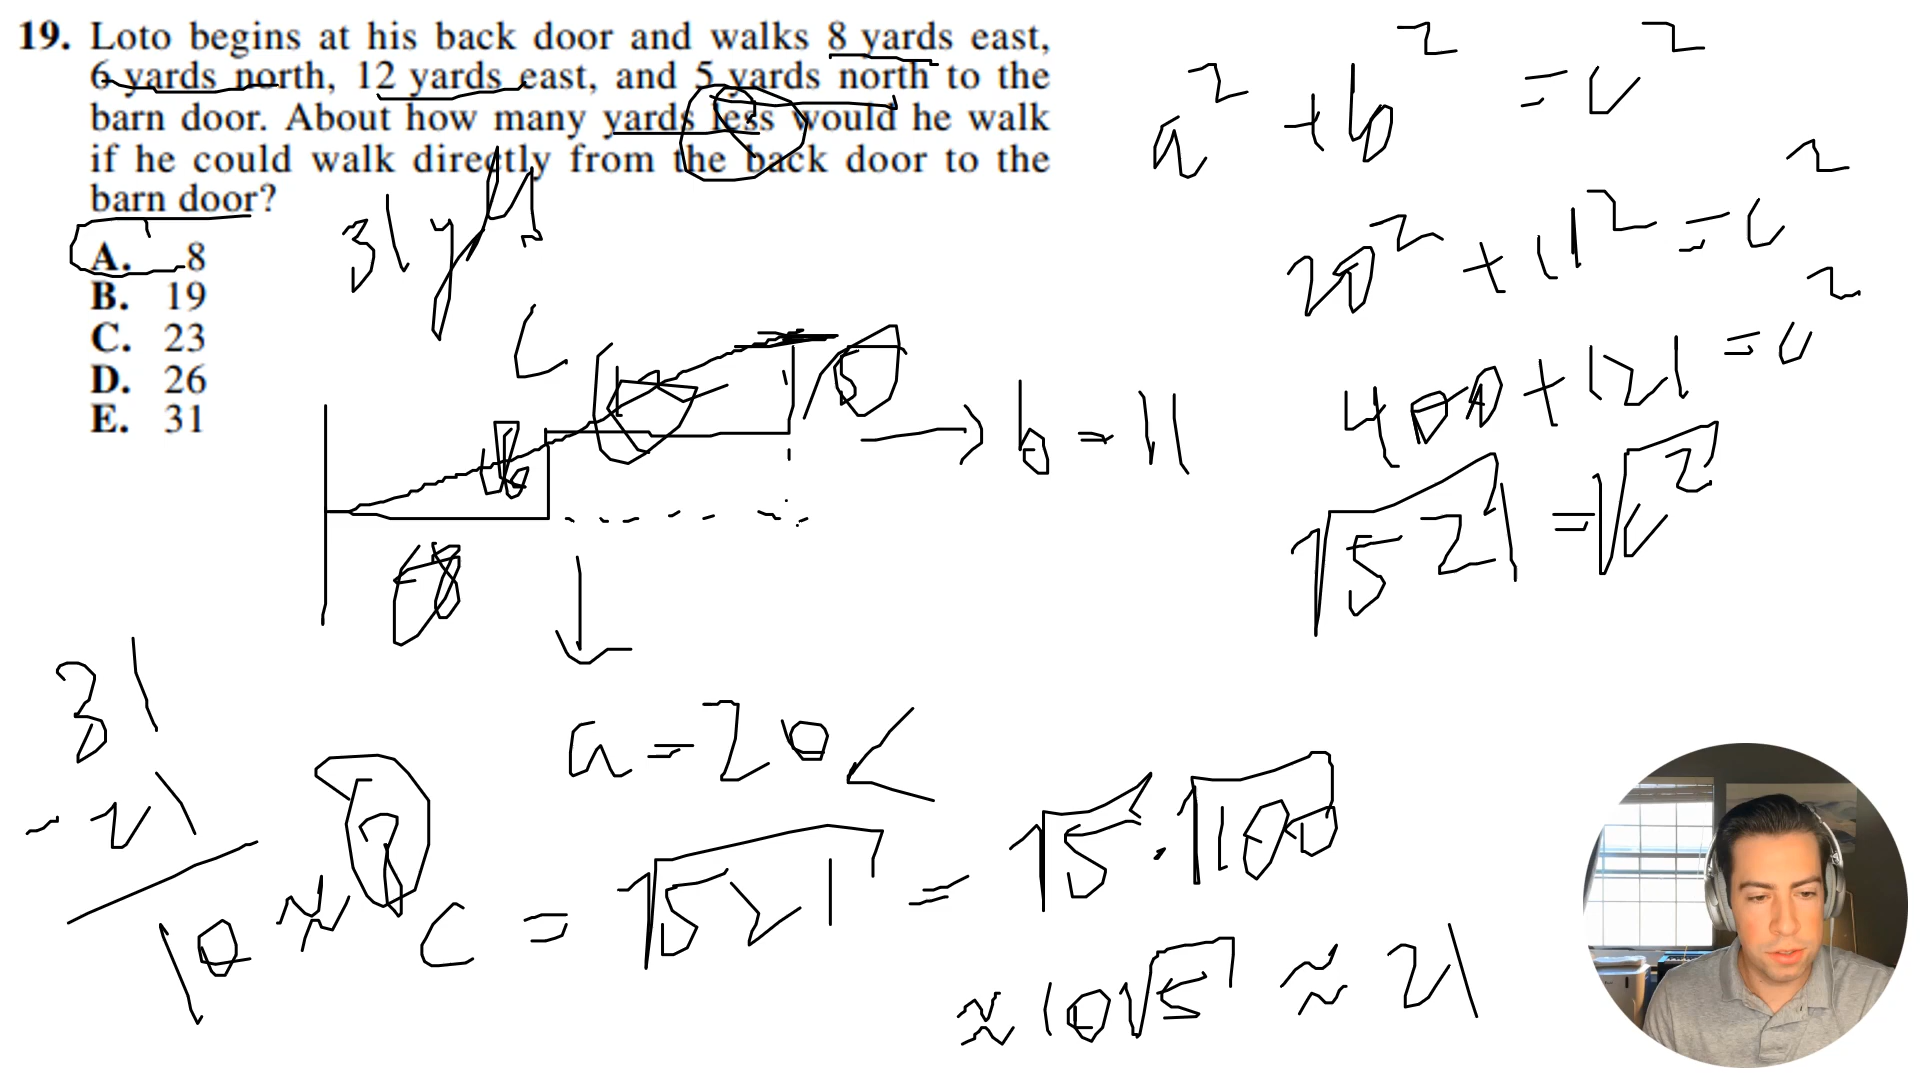 19. Loto begins at his back door and walks 8 yards east,
6 yards north, 12 yards east, and 5 yards north to the
barn door. About how many yards less would he walk
if he could walk directly from the back door to the
barn door?
A. 8
B. 19
C. 23
D. 26
E. 31
31 yds
a² + b² = c²
20² + 11² = c²
400 + 121 = c²
√521 = √c²
c
6
5
8
→ b = 11
a = 20
31
- 21
10 ≈ 8
c = √521 = √5 · √100
≈ 10√5 ≈ 21